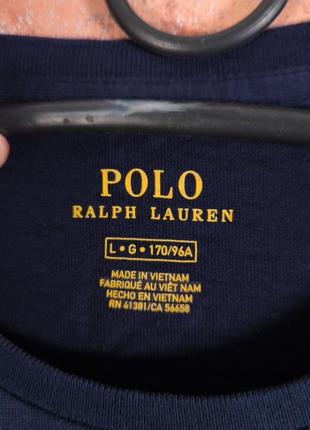 POLO
RALPH LAUREN
L • G • 170/96A
MADE IN VIETNAM
FABRIQUÉ AU VIÊT NAM
HECHO EN VIETNAM
RN 41381/CA 56658